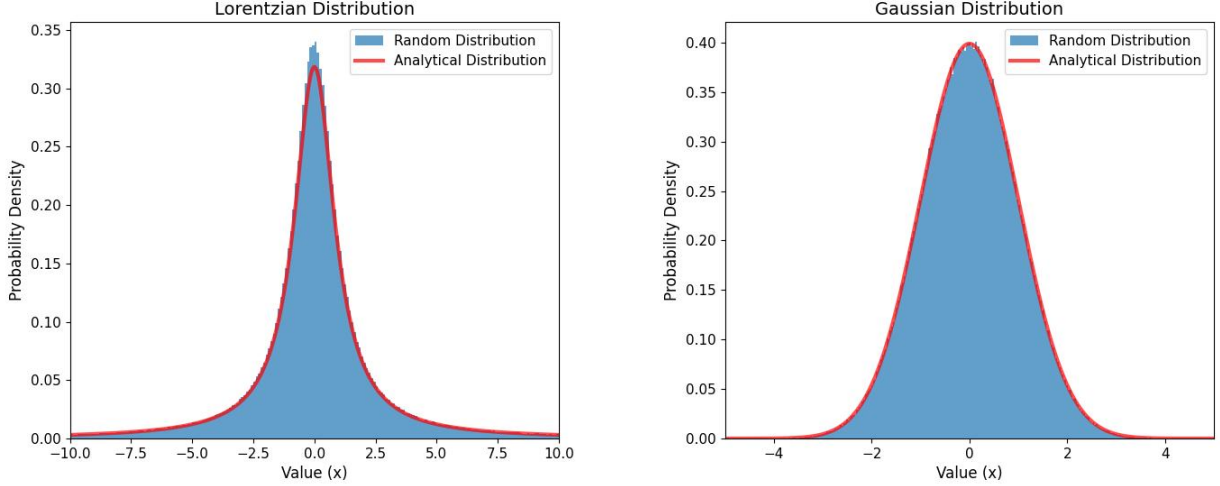 Lorentzian Distribution
0.35
0.30
0.25
0.20
0.15
0.10
0.05
0.00
Probability Density
Random Distribution
Analytical Distribution
−10.0 −7.5 −5.0 −2.5 0.0 2.5 5.0 7.5 10.0
Value (x)
Gaussian Distribution
0.40
0.35
0.30
0.25
0.20
0.15
0.10
0.05
0.00
Probability Density
Random Distribution
Analytical Distribution
−4 −2 0 2 4
Value (x)